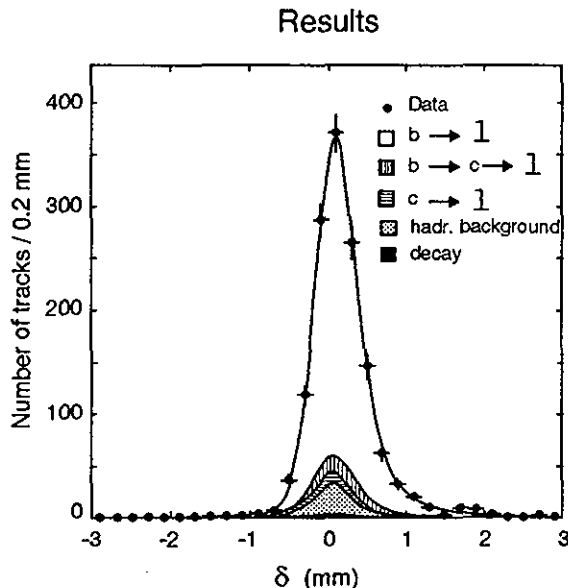 Results
Number of tracks / 0.2 mm
400
300
200
100
0
Data
b → l
b → c → l
c → l
hadr. background
decay
-3 -2 -1 0 1 2 3
δ (mm)